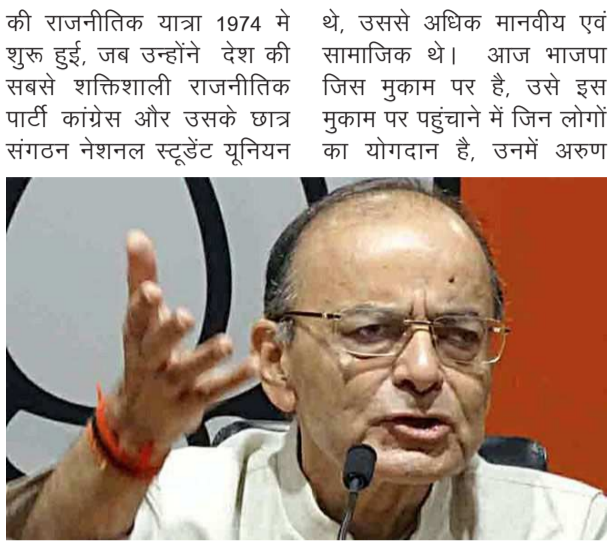 की राजनीतिक यात्रा 1974 मे
शुरू हुई, जब उन्होंने देश की
सबसे शक्तिशाली राजनीतिक
पार्टी कांग्रेस और उसके छात्र
संगठन नेशनल स्टूडेंट यूनियन
थे, उससे अधिक मानवीय एवं
सामाजिक थे। आज भाजपा
जिस मुकाम पर है, उसे इस
मुकाम पर पहुंचाने में जिन लोगों
का योगदान है, उनमें अरुण